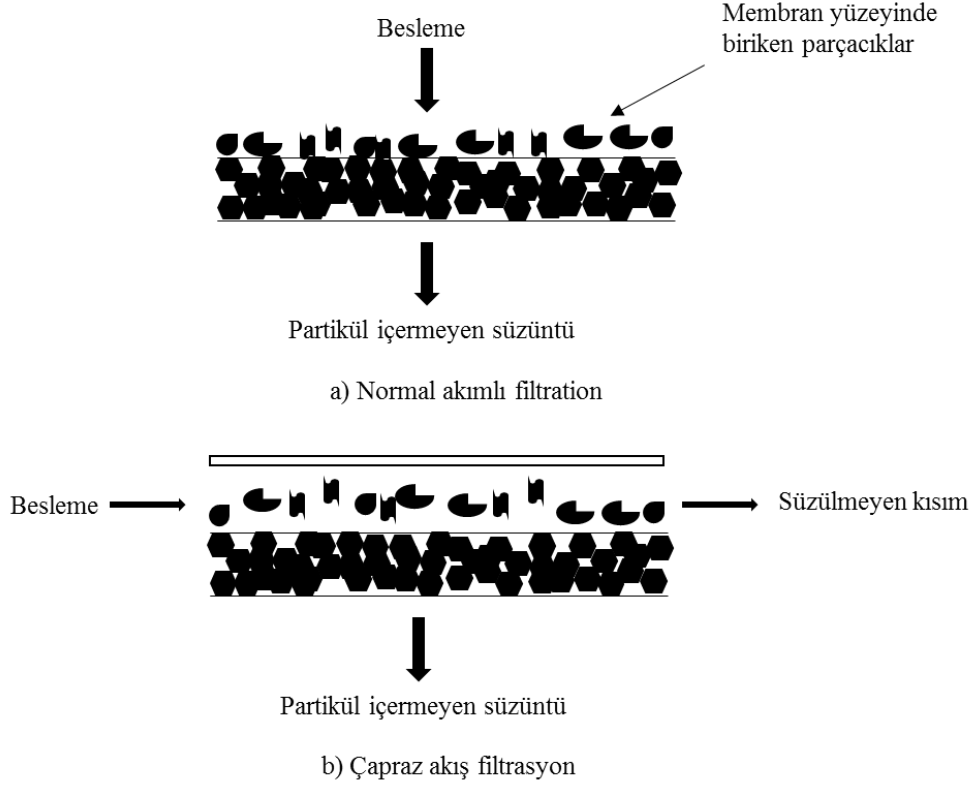 Besleme
Membran yüzeyinde
biriken parçacıklar
Partikül içermeyen süzüntü
a) Normal akımlı filtration
Besleme
Süzülmeyen kısım
Partikül içermeyen süzüntü
b) Çapraz akış filtrasyon